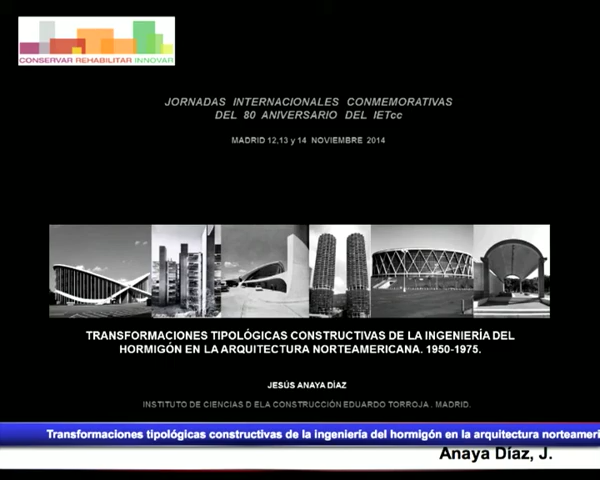 CONSERVAR REHABILITAR INNOVAR
JORNADAS INTERNACIONALES CONMEMORATIVAS
DEL 80 ANIVERSARIO DEL IETcc
MADRID 12,13 y 14 NOVIEMBRE 2014
TRANSFORMACIONES TIPOLÓGICAS CONSTRUCTIVAS DE LA INGENIERÍA DEL
HORMIGÓN EN LA ARQUITECTURA NORTEAMERICANA. 1950-1975.
JESÚS ANAYA DÍAZ
INSTITUTO DE CIENCIAS D ELA CONSTRUCCIÓN EDUARDO TORROJA . MADRID.
Transformaciones tipológicas constructivas de la ingeniería del hormigón en la arquitectura norteameri
Anaya Díaz, J.